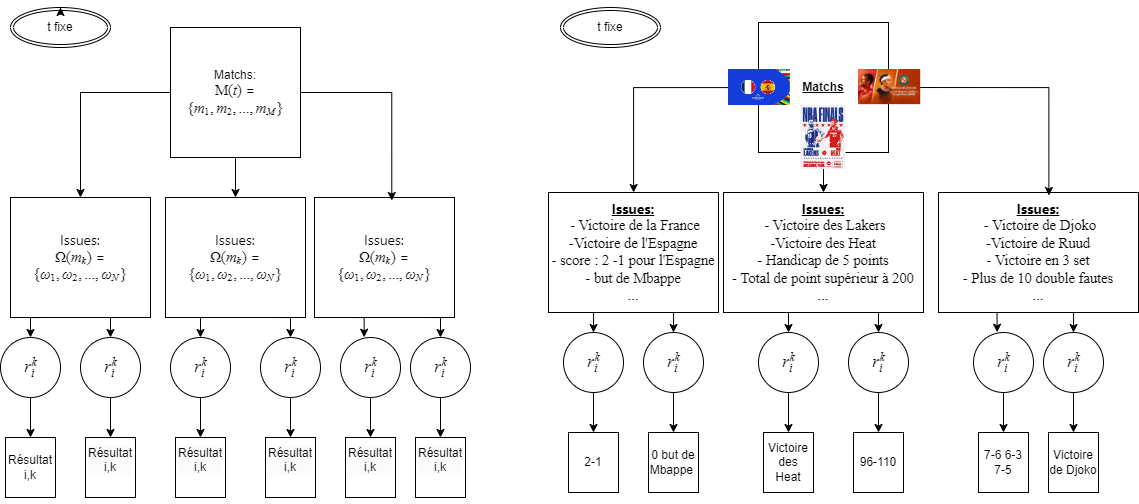 t fixe
Matchs:
M(t) =
{m₁, m₂, ..., m_M}
Issues:
Ω(m_k) =
{ω₁, ω₂, ..., ω_N}
Issues:
Ω(m_k) =
{ω₁, ω₂, ..., ω_N}
Issues:
Ω(m_k) =
{ω₁, ω₂, ..., ω_N}
r_i^k
r_i^k
r_i^k
r_i^k
r_i^k
r_i^k
Résultat
i,k
Résultat
i,k
Résultat
i,k
Résultat
i,k
Résultat
i,k
Résultat
i,k
t fixe
Matchs
NBA FINALS
LAKERS
HEAT
Issues:
- Victoire de la France
-Victoire de l'Espagne
- score : 2 -1 pour l'Espagne
- but de Mbappe
...
Issues:
- Victoire des Lakers
-Victoire des Heat
- Handicap de 5 points
- Total de point supérieur à 200
...
Issues:
- Victoire de Djoko
-Victoire de Ruud
- Victoire en 3 set
- Plus de 10 double fautes
...
r_i^k
r_i^k
r_i^k
r_i^k
r_i^k
r_i^k
2-1
0 but de
Mbappe
Victoire
des
Heat
96-110
7-6 6-3
7-5
Victoire
de Djoko